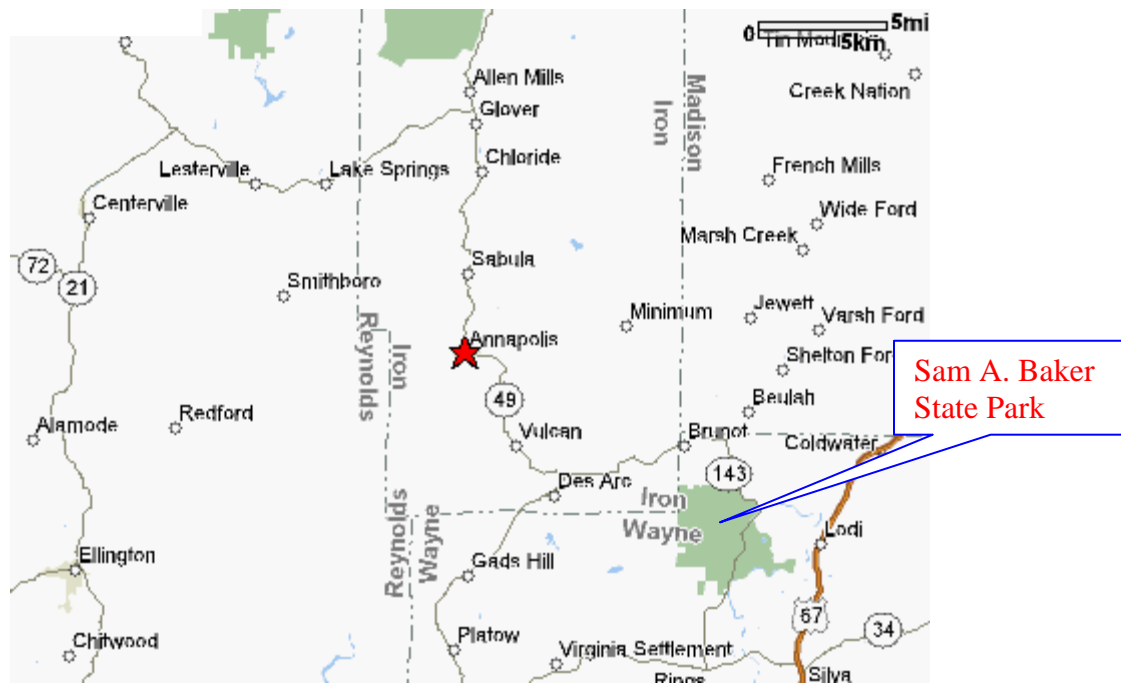 5mi
0
5km
Allen Mills
Creek Nation
Glover
Iron
Madison
Chloride
Lesterville
Lake Springs
French Mills
Centerville
Wide Ford
Marsh Creek
72
21
Sabula
Smithboro
Minimum
Jewett
Varsh Ford
Reynolds
Iron
Annapolis
Shelton Ford
Sam A. Baker
State Park
49
Beulah
Redford
Alamode
Vulcan
Brunot
Coldwater
143
Des Arc
Iron
Wayne
Reynolds
Wayne
Lodi
Ellington
Gads Hill
67
34
Chitwood
Platow
Virginia Settlement
Rings
Silva